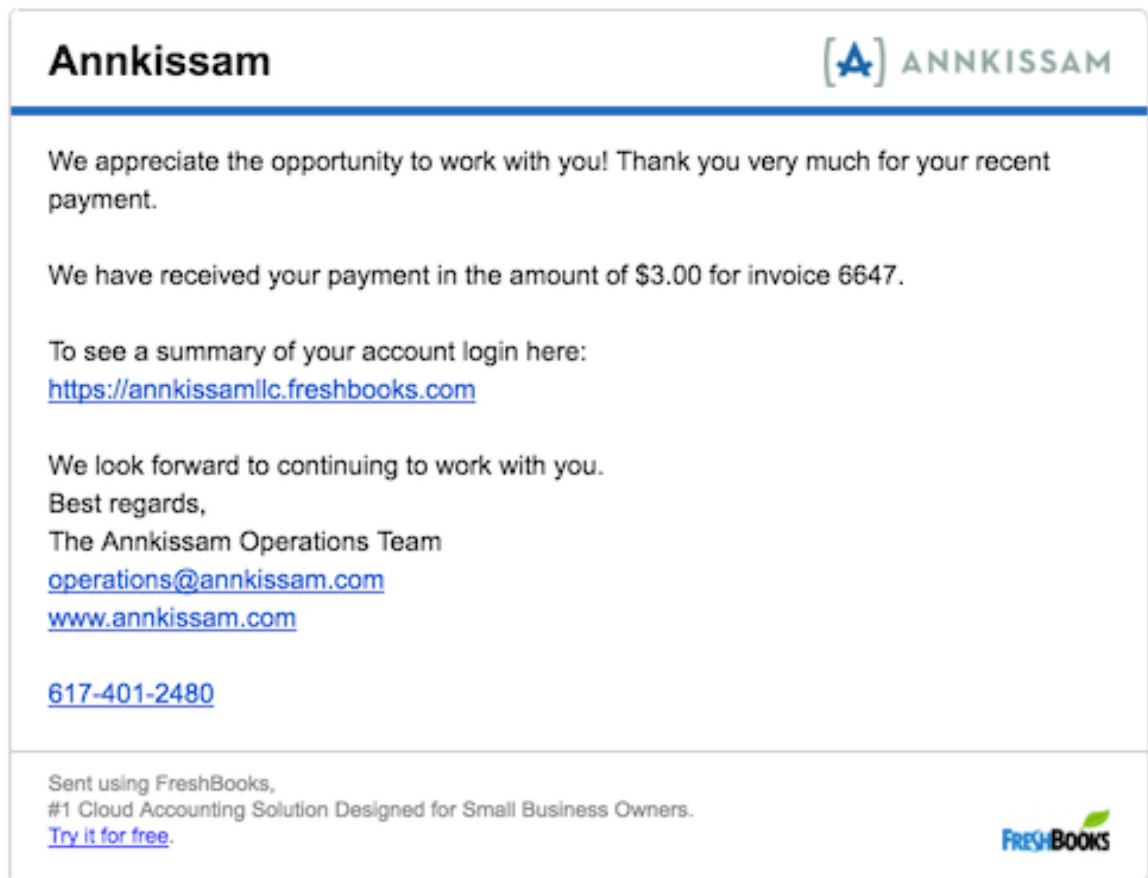 Annkissam
[A] ANNKISSAM
We appreciate the opportunity to work with you! Thank you very much for your recent
payment.
We have received your payment in the amount of $3.00 for invoice 6647.
To see a summary of your account login here:
https://annkissamllc.freshbooks.com
We look forward to continuing to work with you.
Best regards,
The Annkissam Operations Team
operations@annkissam.com
www.annkissam.com
617-401-2480
Sent using FreshBooks,
#1 Cloud Accounting Solution Designed for Small Business Owners.
Try it for free.
FRESHBOOKS